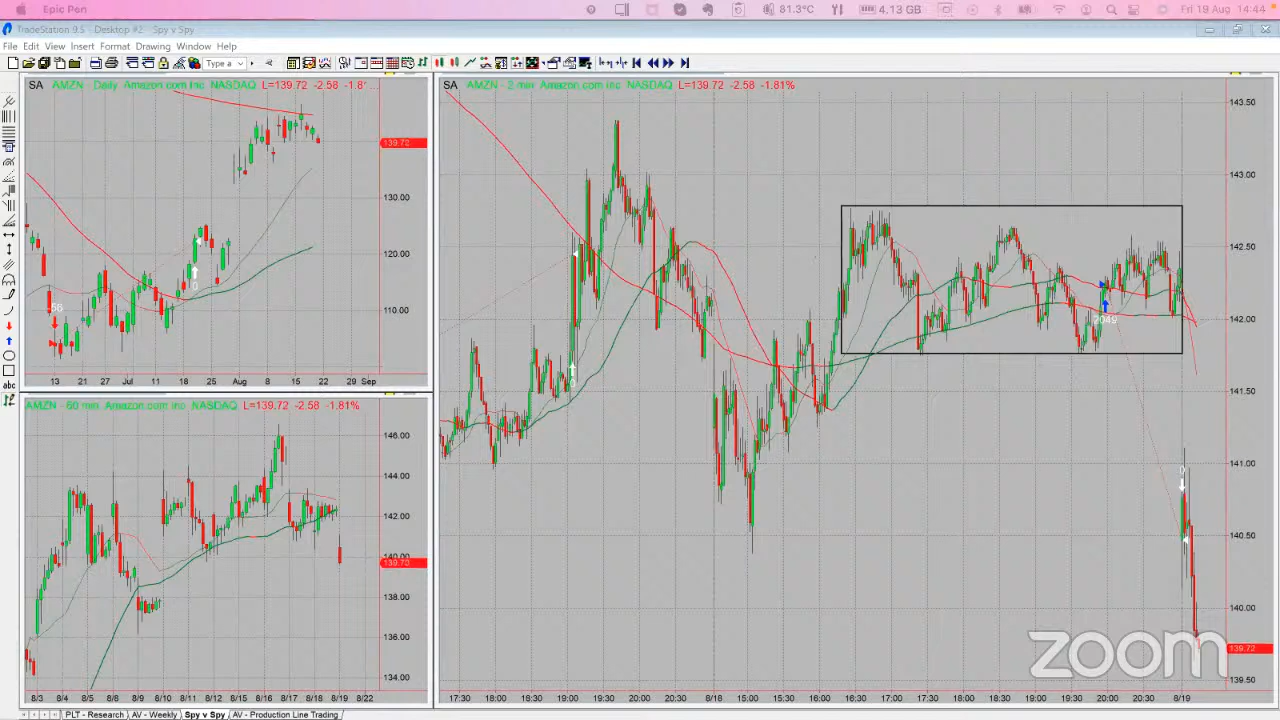 Epic Pen 81.3°C 4.13 GB Fri 19 Aug 14:44
TradeStation 9.5 - Desktop #2 - Spy v Spy
File Edit View Insert Format Drawing Window Help
Type a
SA AMZN - Daily Amazon.com Inc NASDAQ L=139.72 -2.58 -1.8' ...
139.72
130.00
120.00
110.00
56
0
13 21 27 Jul 11 18 25 Aug 8 15 22 29 Sep
AMZN - 60 min Amazon.com Inc NASDAQ L=139.72 -2.58 -1.81%
146.00
144.00
142.00
140.00
139.70
138.00
136.00
134.00
8/3 8/4 8/5 8/8 8/9 8/10 8/11 8/12 8/15 8/16 8/17 8/18 8/19 8/22
SA AMZN - 2 min Amazon.com Inc NASDAQ L=139.72 -2.58 -1.81%
143.50
143.00
142.50
142.00
141.50
141.00
140.50
140.00
139.72
139.50
2049
0
0
17:30 18:00 18:30 19:00 19:30 20:00 20:30 8/18 15:00 15:30 16:00 16:30 17:00 17:30 18:00 18:30 19:00 19:30 20:00 20:30 8/19
zoom
abc
PLT - Research AV - Weekly Spy v Spy AV - Production Line Trading